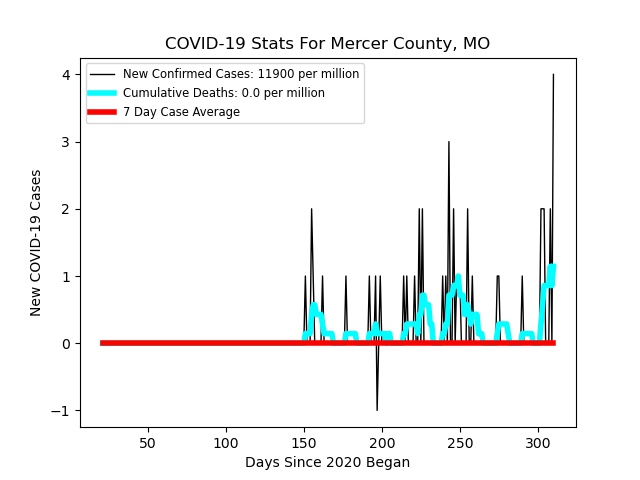 COVID-19 Stats For Mercer County, MO
New Confirmed Cases: 11900 per million
Cumulative Deaths: 0.0 per million
7 Day Case Average
New COVID-19 Cases
4
3
2
1
0
−1
50 100 150 200 250 300
Days Since 2020 Began